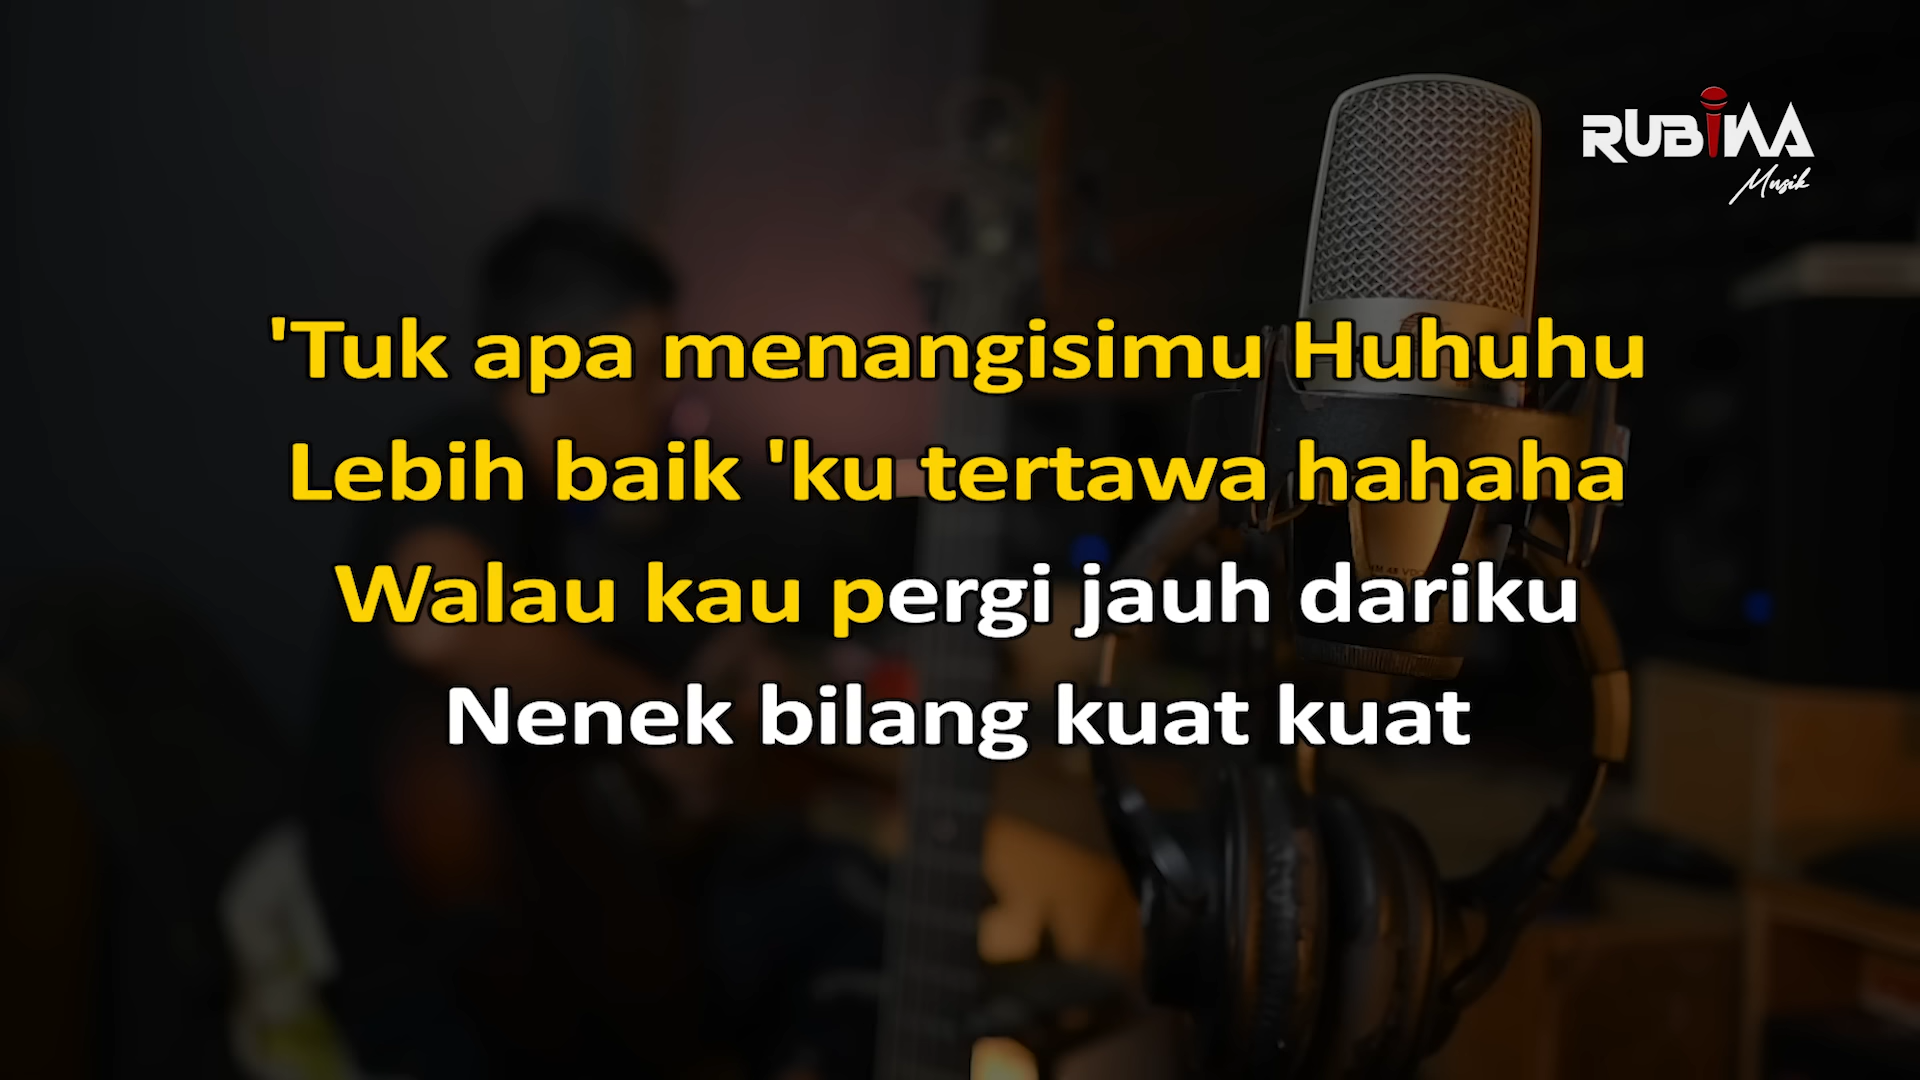 RUBINA
Musik
'Tuk apa menangisimu Huhuhu
Lebih baik 'ku tertawa hahaha
Walau kau pergi jauh dariku
Nenek bilang kuat kuat